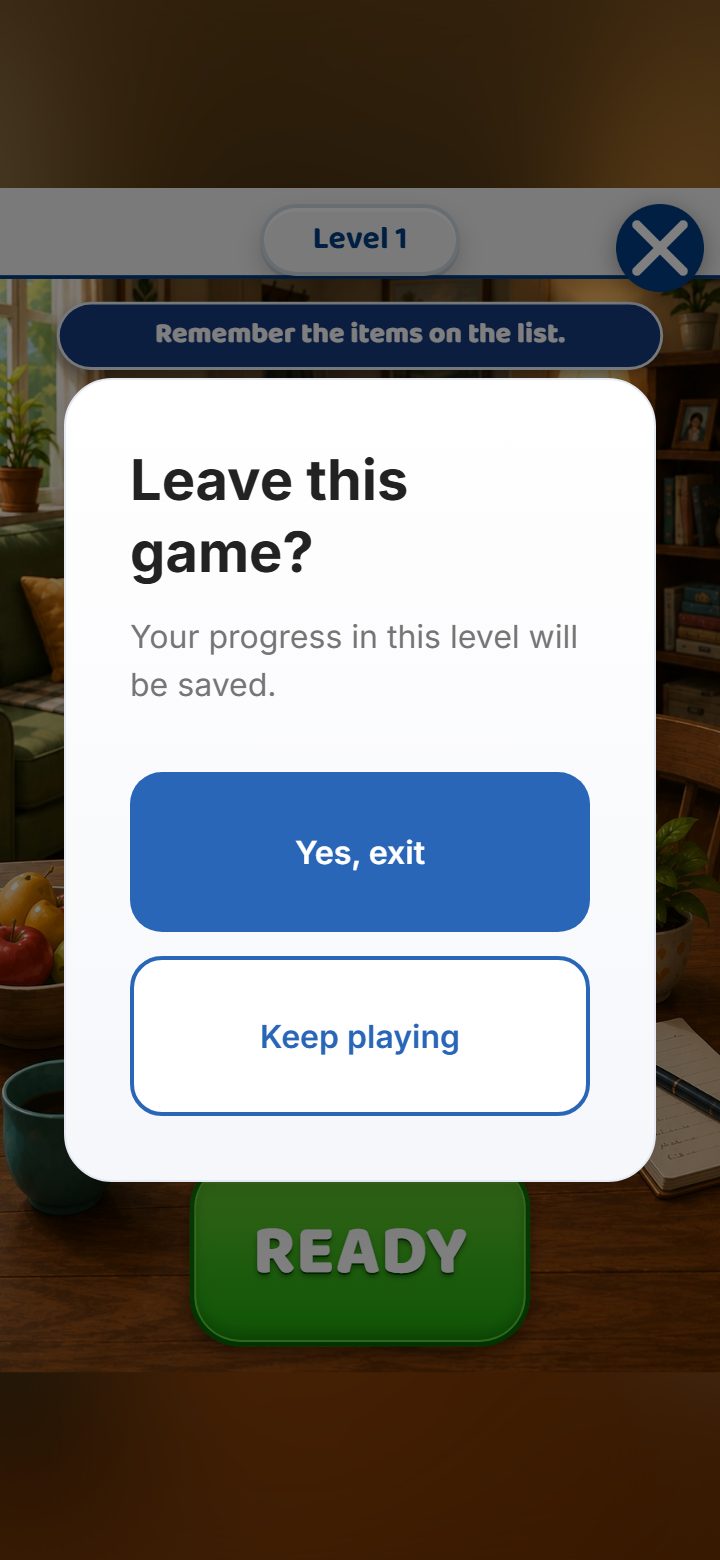 Level 1
Remember the items on the list.
Leave this
game?
Your progress in this level will
be saved.
Yes, exit
Keep playing
READY